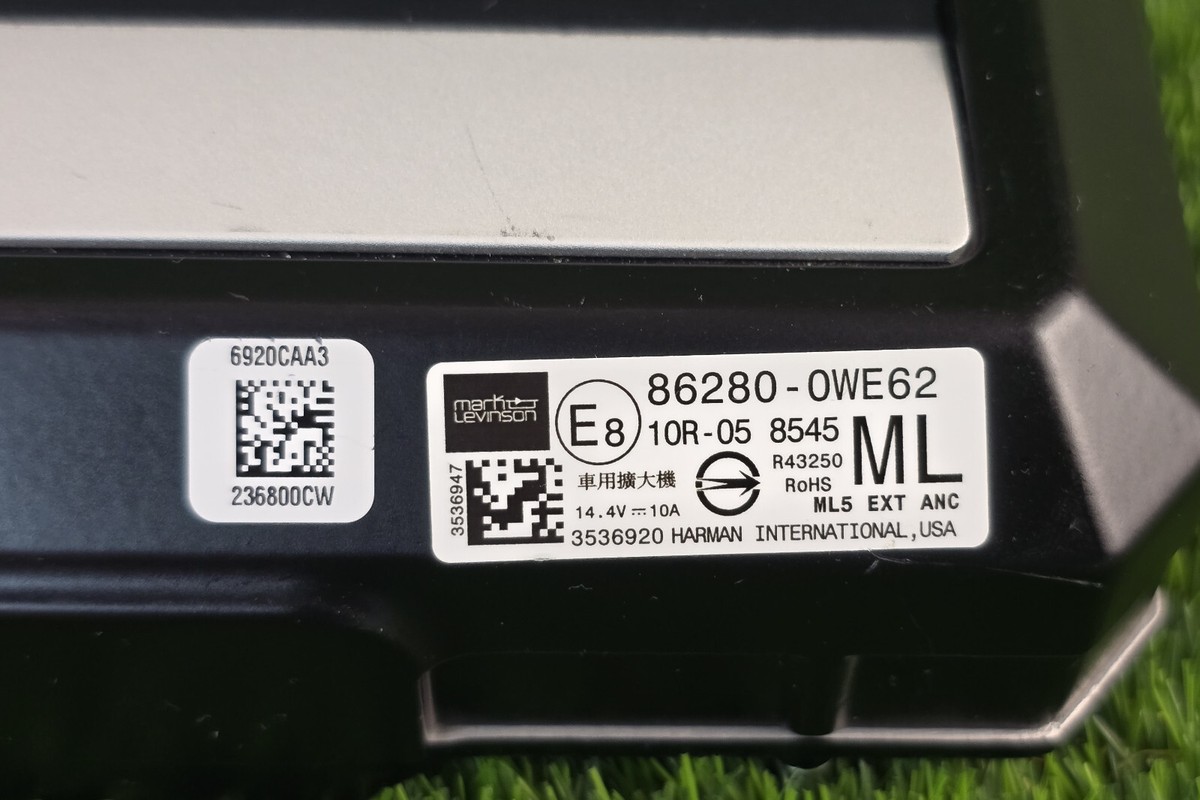 6920CAA3
236800CW
mark
Levinson
E8
86280-0WE62
10R-05 8545
ML
3536947
車用擴大機
R43250
RoHS
ML5 EXT ANC
14.4V⎓10A
3536920 HARMAN INTERNATIONAL,USA